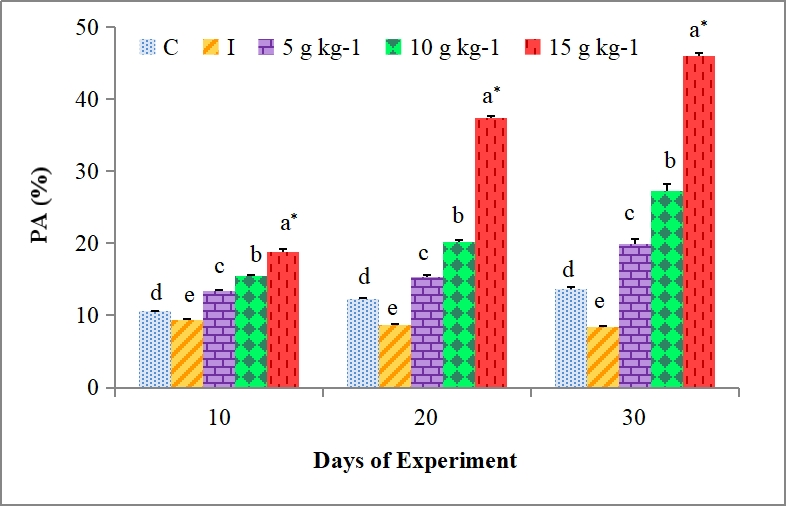 50
C I 5 g kg-1 10 g kg-1 15 g kg-1
a*
a*
40
30
b
b
c
a*
20
c
b
c
d
d
d
e
e
e
10
0
10 20 30
PA (%)
Days of Experiment